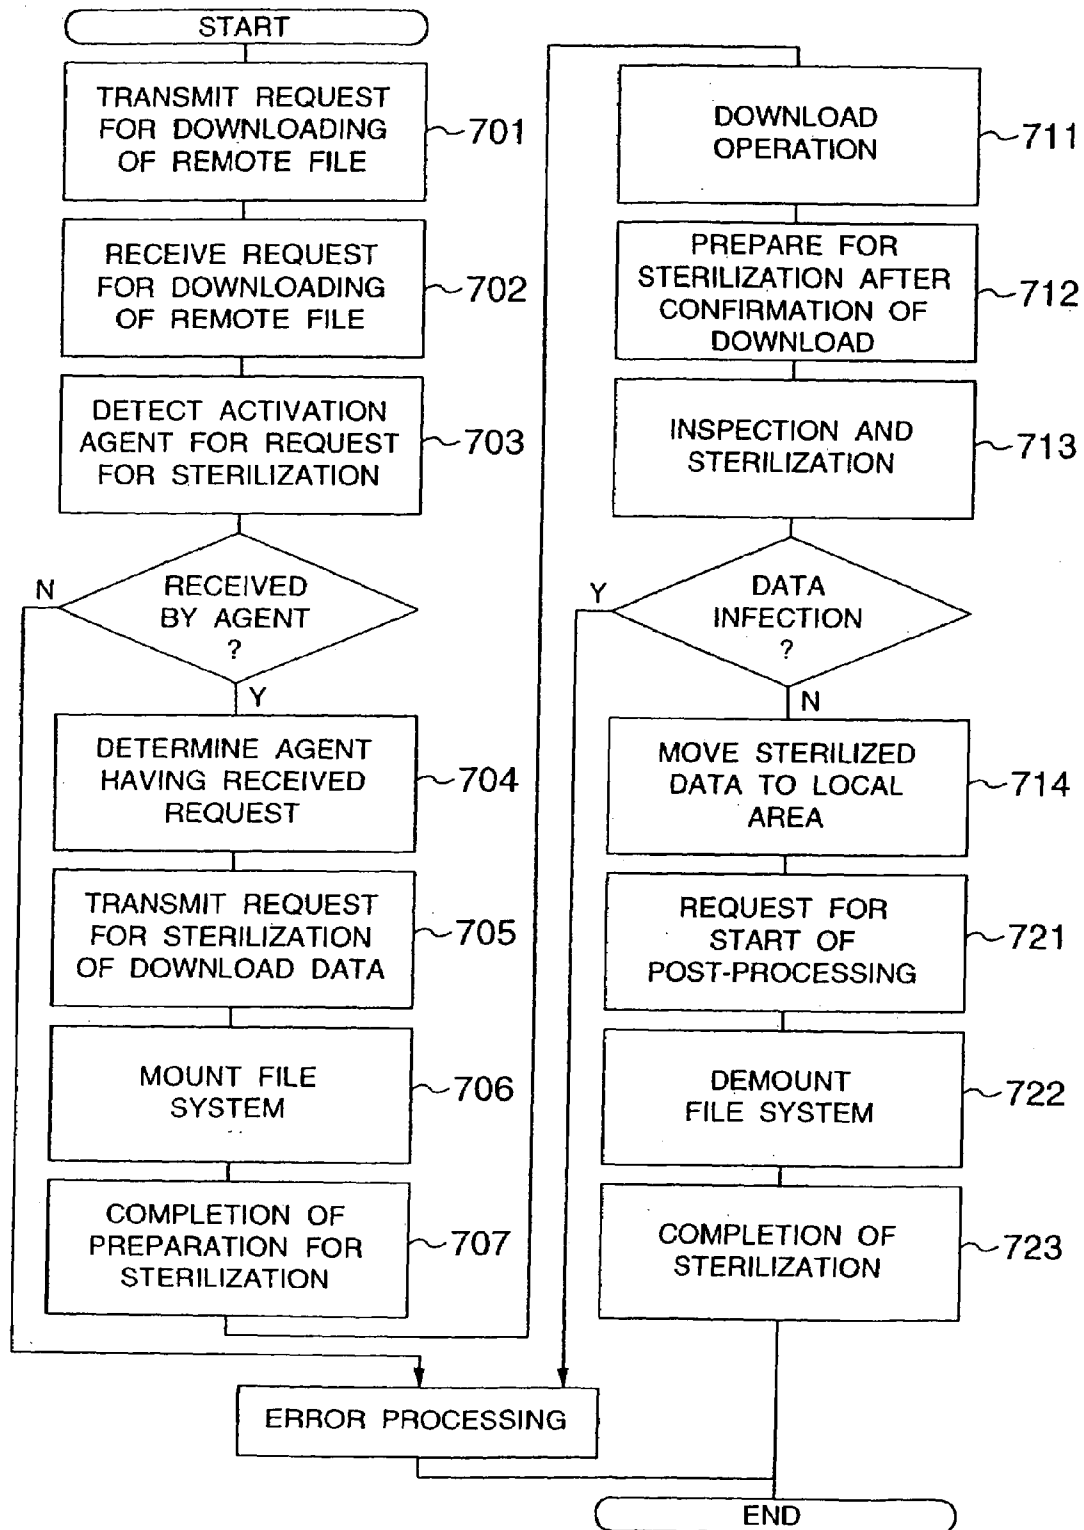 START
TRANSMIT REQUEST
FOR DOWNLOADING
OF REMOTE FILE
701
RECEIVE REQUEST
FOR DOWNLOADING
OF REMOTE FILE
702
DETECT ACTIVATION
AGENT FOR REQUEST
FOR STERILIZATION
703
N
RECEIVED
BY AGENT
?
Y
DETERMINE AGENT
HAVING RECEIVED
REQUEST
704
TRANSMIT REQUEST
FOR STERILIZATION
OF DOWNLOAD DATA
705
MOUNT FILE
SYSTEM
706
COMPLETION OF
PREPARATION FOR
STERILIZATION
707
DOWNLOAD
OPERATION
711
PREPARE FOR
STERILIZATION AFTER
CONFIRMATION OF
DOWNLOAD
712
INSPECTION AND
STERILIZATION
713
Y
DATA
INFECTION
?
N
MOVE STERILIZED
DATA TO LOCAL
AREA
714
REQUEST FOR
START OF
POST-PROCESSING
721
DEMOUNT
FILE SYSTEM
722
COMPLETION OF
STERILIZATION
723
ERROR PROCESSING
END